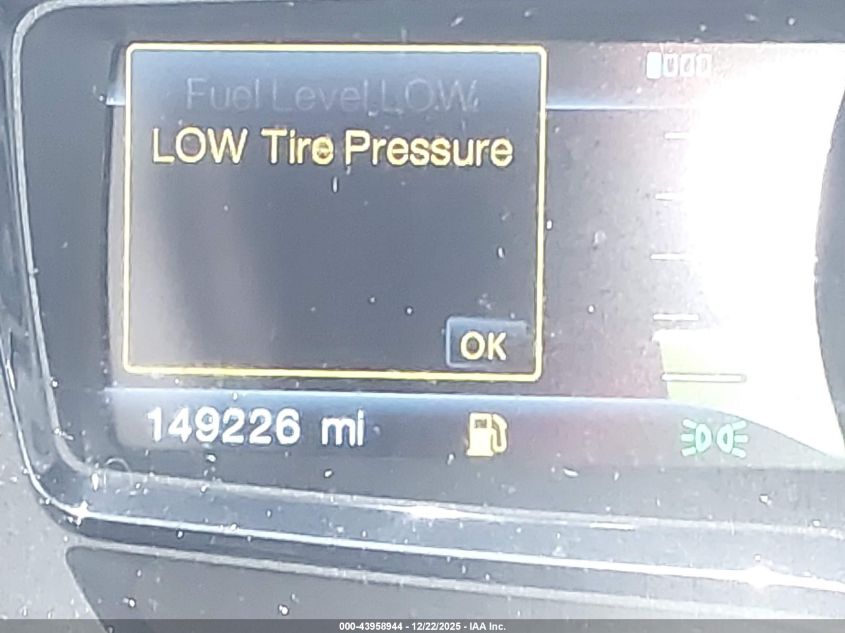 Fuel Level LOW
LOW Tire Pressure
OK
149226 mi
000-43958944 - 12/22/2025 - IAA Inc.